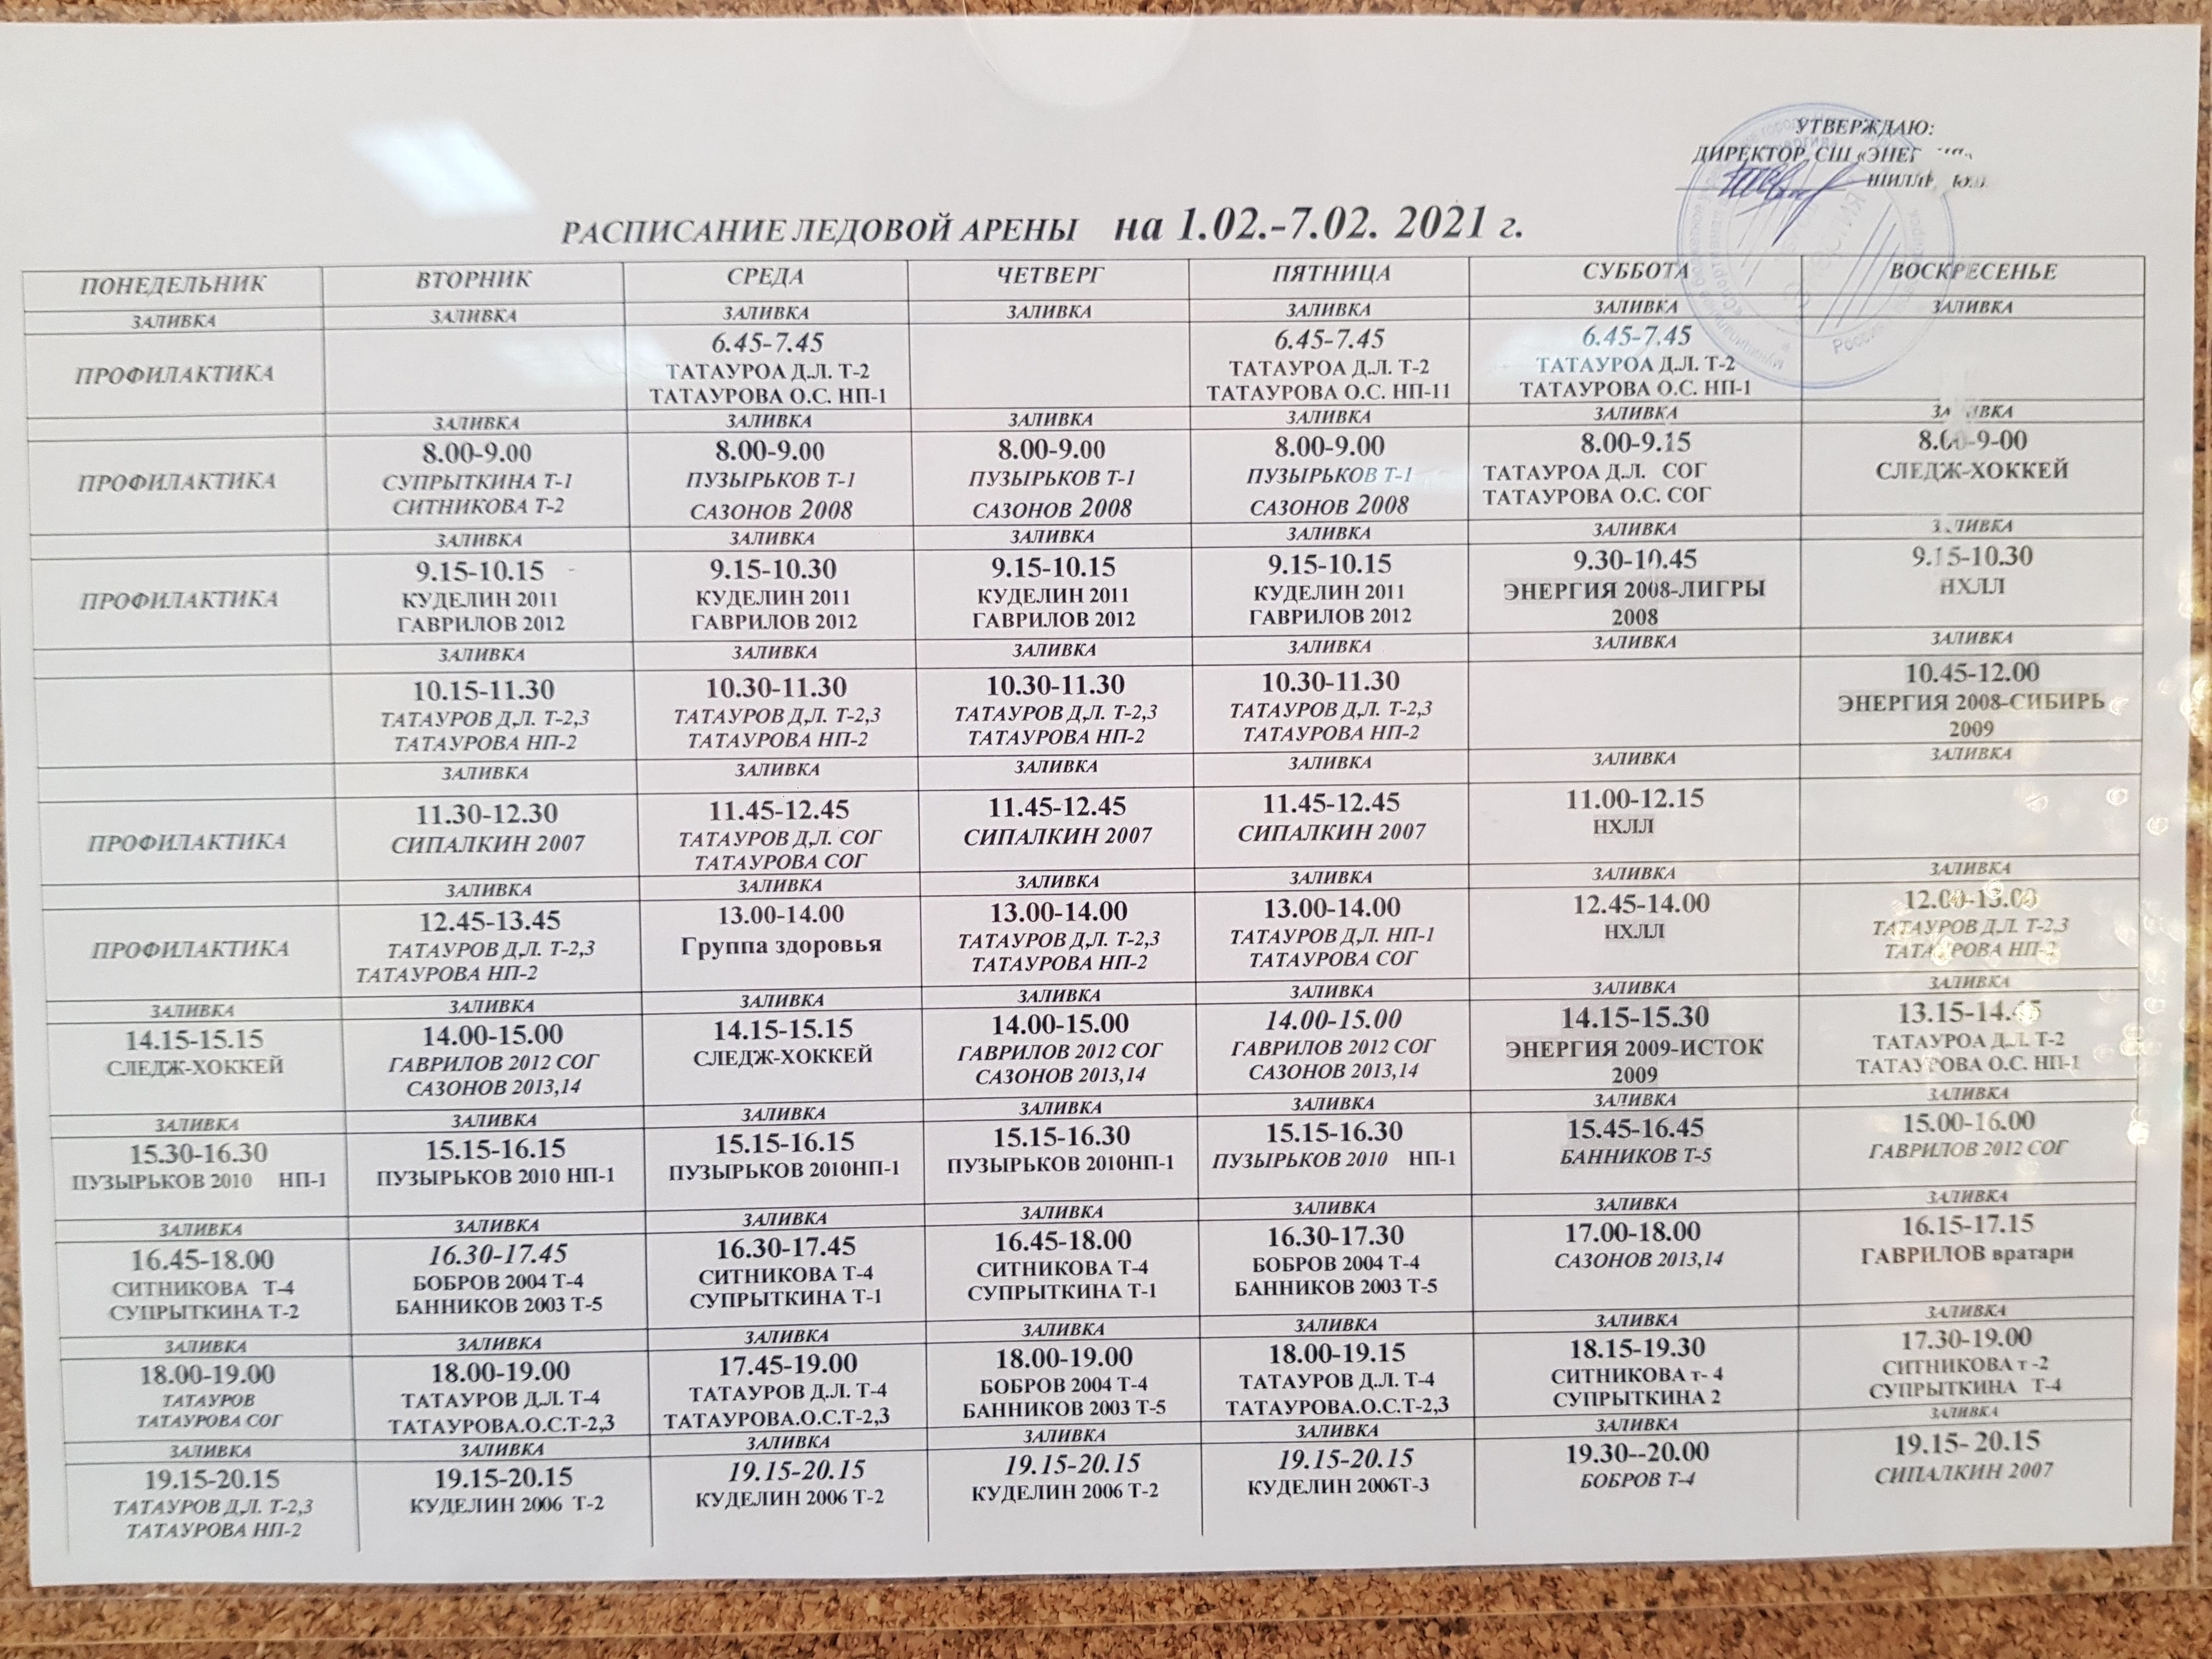 УТВЕРЖДАЮ:
ДИРЕКТОР СШ «ЭНЕГ
ШИЛЛ
РАСПИСАНИЕ ЛЕДОВОЙ АРЕНЫ на 1.02.-7.02. 2021 г.
ПОНЕДЕЛЬНИК ВТОРНИК СРЕДА ЧЕТВЕРГ ПЯТНИЦА СУББОТА ВОСКРЕСЕНЬЕ
ЗАЛИВКА ЗАЛИВКА ЗАЛИВКА ЗАЛИВКА ЗАЛИВКА ЗАЛИВКА ЗАЛИВКА
6.45-7.45 6.45-7.45 6.45-7.45
ПРОФИЛАКТИКА ТАТАУРОА Д.Л. Т-2 ТАТАУРОА Д.Л. Т-2 ТАТАУРОА Д.Л. Т-2
ТАТАУРОВА О.С. НП-1 ТАТАУРОВА О.С. НП-11 ТАТАУРОВА О.С. НП-1
ЗАЛИВКА ЗАЛИВКА ЗАЛИВКА ЗАЛИВКА ЗАЛИВКА ЗАЛИВКА
8.00-9.00 8.00-9.00 8.00-9.00 8.00-9.00 8.00-9.15 8.00-9-00
ПРОФИЛАКТИКА СУПРЫТКИНА Т-1 ПУЗЫРЬКОВ Т-1 ПУЗЫРЬКОВ Т-1 ПУЗЫРЬКОВ Т-1 ТАТАУРОА Д.Л. СОГ СЛЕДЖ-ХОККЕЙ
СИТНИКОВА Т-2 САЗОНОВ 2008 САЗОНОВ 2008 САЗОНОВ 2008 ТАТАУРОВА О.С. СОГ
ЗАЛИВКА ЗАЛИВКА ЗАЛИВКА ЗАЛИВКА ЗАЛИВКА ЗАЛИВКА
9.15-10.15 9.15-10.30 9.15-10.15 9.15-10.15 9.30-10.45 9.15-10.30
ПРОФИЛАКТИКА КУДЕЛИН 2011 КУДЕЛИН 2011 КУДЕЛИН 2011 КУДЕЛИН 2011 ЭНЕРГИЯ 2008-ЛИГРЫ НХЛЛ
ГАВРИЛОВ 2012 ГАВРИЛОВ 2012 ГАВРИЛОВ 2012 ГАВРИЛОВ 2012 2008
ЗАЛИВКА ЗАЛИВКА ЗАЛИВКА ЗАЛИВКА ЗАЛИВКА ЗАЛИВКА
10.15-11.30 10.30-11.30 10.30-11.30 10.30-11.30 10.45-12.00
ТАТАУРОВ Д.Л. Т-2,3 ТАТАУРОВ Д.Л. Т-2,3 ТАТАУРОВ Д.Л. Т-2,3 ТАТАУРОВ Д.Л. Т-2,3 ЭНЕРГИЯ 2008-СИБИРЬ
ТАТАУРОВА НП-2 ТАТАУРОВА НП-2 ТАТАУРОВА НП-2 ТАТАУРОВА НП-2 2009
ЗАЛИВКА ЗАЛИВКА ЗАЛИВКА ЗАЛИВКА ЗАЛИВКА ЗАЛИВКА
11.30-12.30 11.45-12.45 11.45-12.45 11.45-12.45 11.00-12.15
ПРОФИЛАКТИКА СИПАЛКИН 2007 ТАТАУРОВ Д.Л. СОГ СИПАЛКИН 2007 СИПАЛКИН 2007 НХЛЛ
ТАТАУРОВА СОГ
ЗАЛИВКА ЗАЛИВКА ЗАЛИВКА ЗАЛИВКА ЗАЛИВКА ЗАЛИВКА
12.45-13.45 13.00-14.00 13.00-14.00 13.00-14.00 12.45-14.00 12.00-13.00
ПРОФИЛАКТИКА ТАТАУРОВ Д.Л. Т-2,3 Группа здоровья ТАТАУРОВ Д.Л. Т-2,3 ТАТАУРОВ Д.Л. НП-1 НХЛЛ ТАТАУРОВ Д.Л. Т-2,3
ТАТАУРОВА НП-2 ТАТАУРОВА НП-2 ТАТАУРОВА СОГ ТАТАУРОВА НП-2
ЗАЛИВКА ЗАЛИВКА ЗАЛИВКА ЗАЛИВКА ЗАЛИВКА ЗАЛИВКА ЗАЛИВКА
14.15-15.15 14.00-15.00 14.15-15.15 14.00-15.00 14.00-15.00 14.15-15.30 13.15-14.45
СЛЕДЖ-ХОККЕЙ ГАВРИЛОВ 2012 СОГ СЛЕДЖ-ХОККЕЙ ГАВРИЛОВ 2012 СОГ ГАВРИЛОВ 2012 СОГ ЭНЕРГИЯ 2009-ИСТОК ТАТАУРОА Д.Л. Т-2
САЗОНОВ 2013,14 САЗОНОВ 2013,14 САЗОНОВ 2013,14 2009 ТАТАУРОВА О.С. НП-1
ЗАЛИВКА ЗАЛИВКА ЗАЛИВКА ЗАЛИВКА ЗАЛИВКА ЗАЛИВКА ЗАЛИВКА
15.30-16.30 15.15-16.15 15.15-16.15 15.15-16.30 15.15-16.30 15.45-16.45 15.00-16.00
ПУЗЫРЬКОВ 2010 НП-1 ПУЗЫРЬКОВ 2010 НП-1 ПУЗЫРЬКОВ 2010НП-1 ПУЗЫРЬКОВ 2010НП-1 ПУЗЫРЬКОВ 2010 НП-1 БАННИКОВ Т-5 ГАВРИЛОВ 2012 СОГ
ЗАЛИВКА ЗАЛИВКА ЗАЛИВКА ЗАЛИВКА ЗАЛИВКА ЗАЛИВКА ЗАЛИВКА
16.45-18.00 16.30-17.45 16.30-17.45 16.45-18.00 16.30-17.30 17.00-18.00 16.15-17.15
СИТНИКОВА Т-4 БОБРОВ 2004 Т-4 СИТНИКОВА Т-4 СИТНИКОВА Т-4 БОБРОВ 2004 Т-4 САЗОНОВ 2013,14 ГАВРИЛОВ вратари
СУПРЫТКИНА Т-2 БАННИКОВ 2003 Т-5 СУПРЫТКИНА Т-1 СУПРЫТКИНА Т-1 БАННИКОВ 2003 Т-5
ЗАЛИВКА ЗАЛИВКА ЗАЛИВКА ЗАЛИВКА ЗАЛИВКА ЗАЛИВКА ЗАЛИВКА
18.00-19.00 18.00-19.00 17.45-19.00 18.00-19.00 18.00-19.15 18.15-19.30 17.30-19.00
ТАТАУРОВ ТАТАУРОВ Д.Л. Т-4 ТАТАУРОВ Д.Л. Т-4 БОБРОВ 2004 Т-4 ТАТАУРОВ Д.Л. Т-4 СИТНИКОВА т- 4 СИТНИКОВА т -2
ТАТАУРОВА СОГ ТАТАУРОВА.О.С.Т-2,3 ТАТАУРОВА.О.С.Т-2,3 БАННИКОВ 2003 Т-5 ТАТАУРОВА.О.С.Т-2,3 СУПРЫТКИНА 2 СУПРЫТКИНА Т-4
ЗАЛИВКА ЗАЛИВКА ЗАЛИВКА ЗАЛИВКА ЗАЛИВКА ЗАЛИВКА ЗАЛИВКА
19.15-20.15 19.15-20.15 19.15-20.15 19.15-20.15 19.15-20.15 19.30--20.00 19.15- 20.15
ТАТАУРОВ Д.Л. Т-2,3 КУДЕЛИН 2006 Т-2 КУДЕЛИН 2006 Т-2 КУДЕЛИН 2006 Т-2 КУДЕЛИН 2006Т-3 БОБРОВ Т-4 СИПАЛКИН 2007
ТАТАУРОВА НП-2